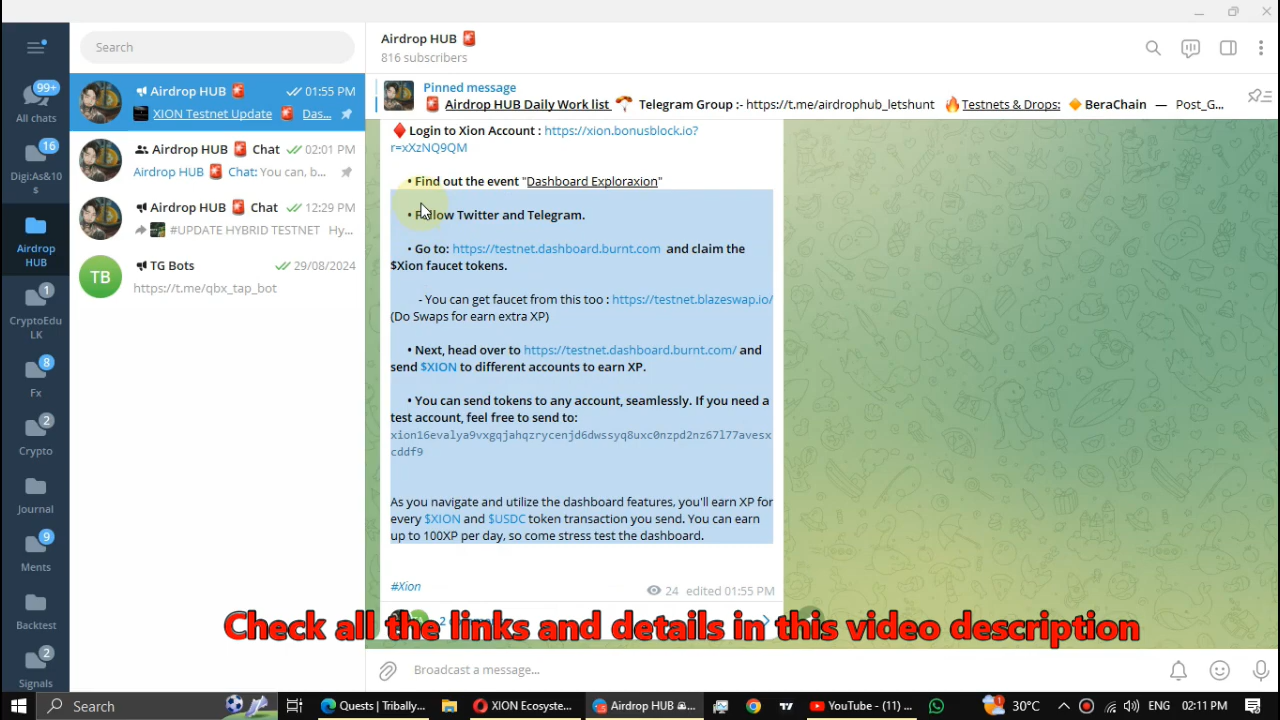 Search
99+
All chats
16
Digi:As&10
s
Airdrop
HUB
1
CryptoEdu
LK
8
Fx
2
Crypto
Journal
9
Ments
Backtest
2
Signals
Airdrop HUB 🚨 01:55 PM
XION Testnet Update 🚨 Das...
Airdrop HUB 🚨 Chat 02:01 PM
Airdrop HUB 🚨 Chat: You can, b...
Airdrop HUB 🚨 Chat 12:29 PM
#UPDATE HYBRID TESTNET Hy...
TB
TG Bots 29/08/2024
https://t.me/qbx_tap_bot
Airdrop HUB 🚨
816 subscribers
Pinned message
🚨 Airdrop HUB Daily Work list 🪂 Telegram Group :- https://t.me/airdrophub_letshunt 🔥Testnets & Drops: 🔶 BeraChain — Post_G...
♦️ Login to Xion Account : https://xion.bonusblock.io?
r=xXzNQ9QM
• Find out the event "Dashboard Exploraxion"
• Follow Twitter and Telegram.
• Go to: https://testnet.dashboard.burnt.com and claim the
$Xion faucet tokens.
- You can get faucet from this too : https://testnet.blazeswap.io/
(Do Swaps for earn extra XP)
• Next, head over to https://testnet.dashboard.burnt.com/ and
send $XION to different accounts to earn XP.
• You can send tokens to any account, seamlessly. If you need a
test account, feel free to send to:
xion16evalya9vxgqjahqzrycenjd6dwssyq8uxc0nzpd2nz67l77avesx
cddf9
As you navigate and utilize the dashboard features, you'll earn XP for
every $XION and $USDC token transaction you send. You can earn
up to 100XP per day, so come stress test the dashboard.
#Xion 24 edited 01:55 PM
Check all the links and details in this video description
Broadcast a message...
Search
Quests | Tribally...
XION Ecosyste...
Airdrop HUB 🚨...
YouTube - (11) ...
30°C
ENG
02:11 PM